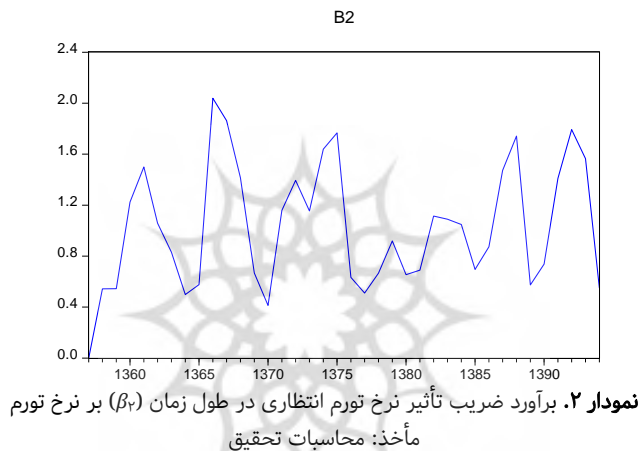 B2
2.4
2.0
1.6
1.2
0.8
0.4
0.0
1360 1365 1370 1375 1380 1385 1390
نمودار ۲. برآورد ضریب تأثیر نرخ تورم انتظاری در طول زمان (β۲) بر نرخ تورم
مأخذ: محاسبات تحقیق